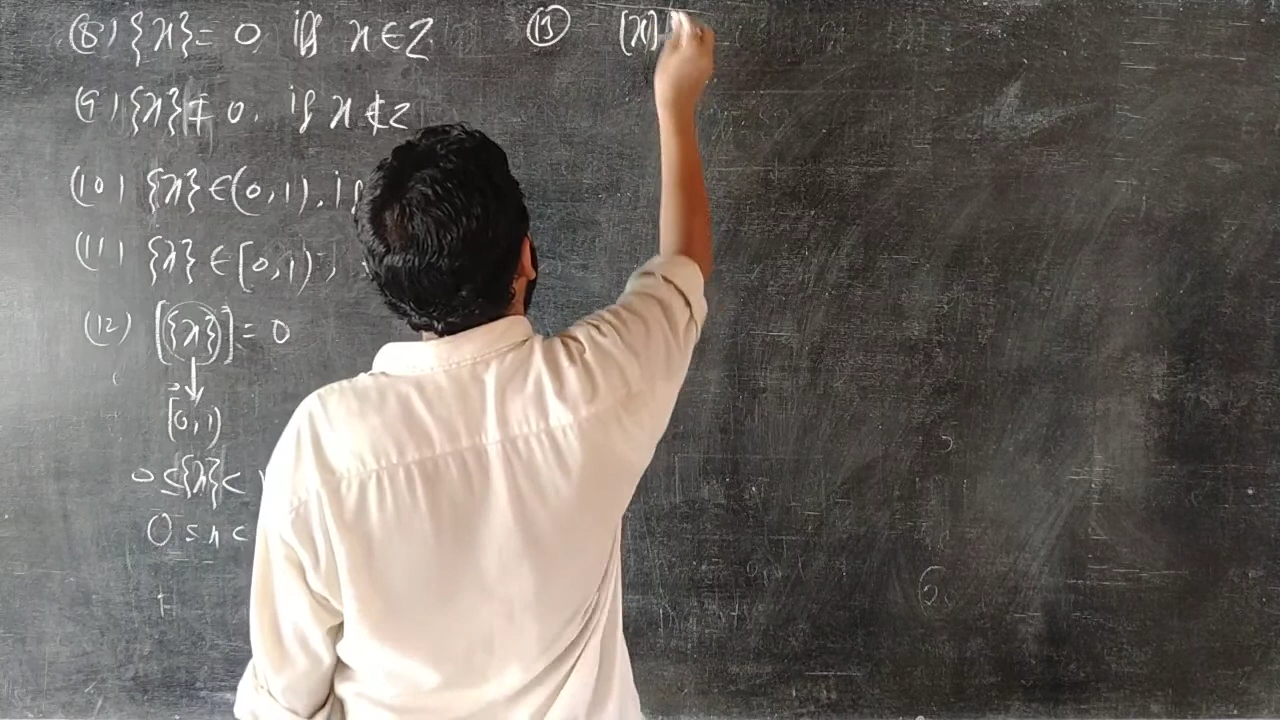 (8) {x} = 0, if x ∈ Z
(9) {x} ≠ 0, if x ∉ Z
(10) {x} ∈ (0,1), if
(11) {x} ∈ [0,1),
(12) [{x}] = 0
[0,1)
0 ≤ {x} <
0 ≤ x <
(13) [x]